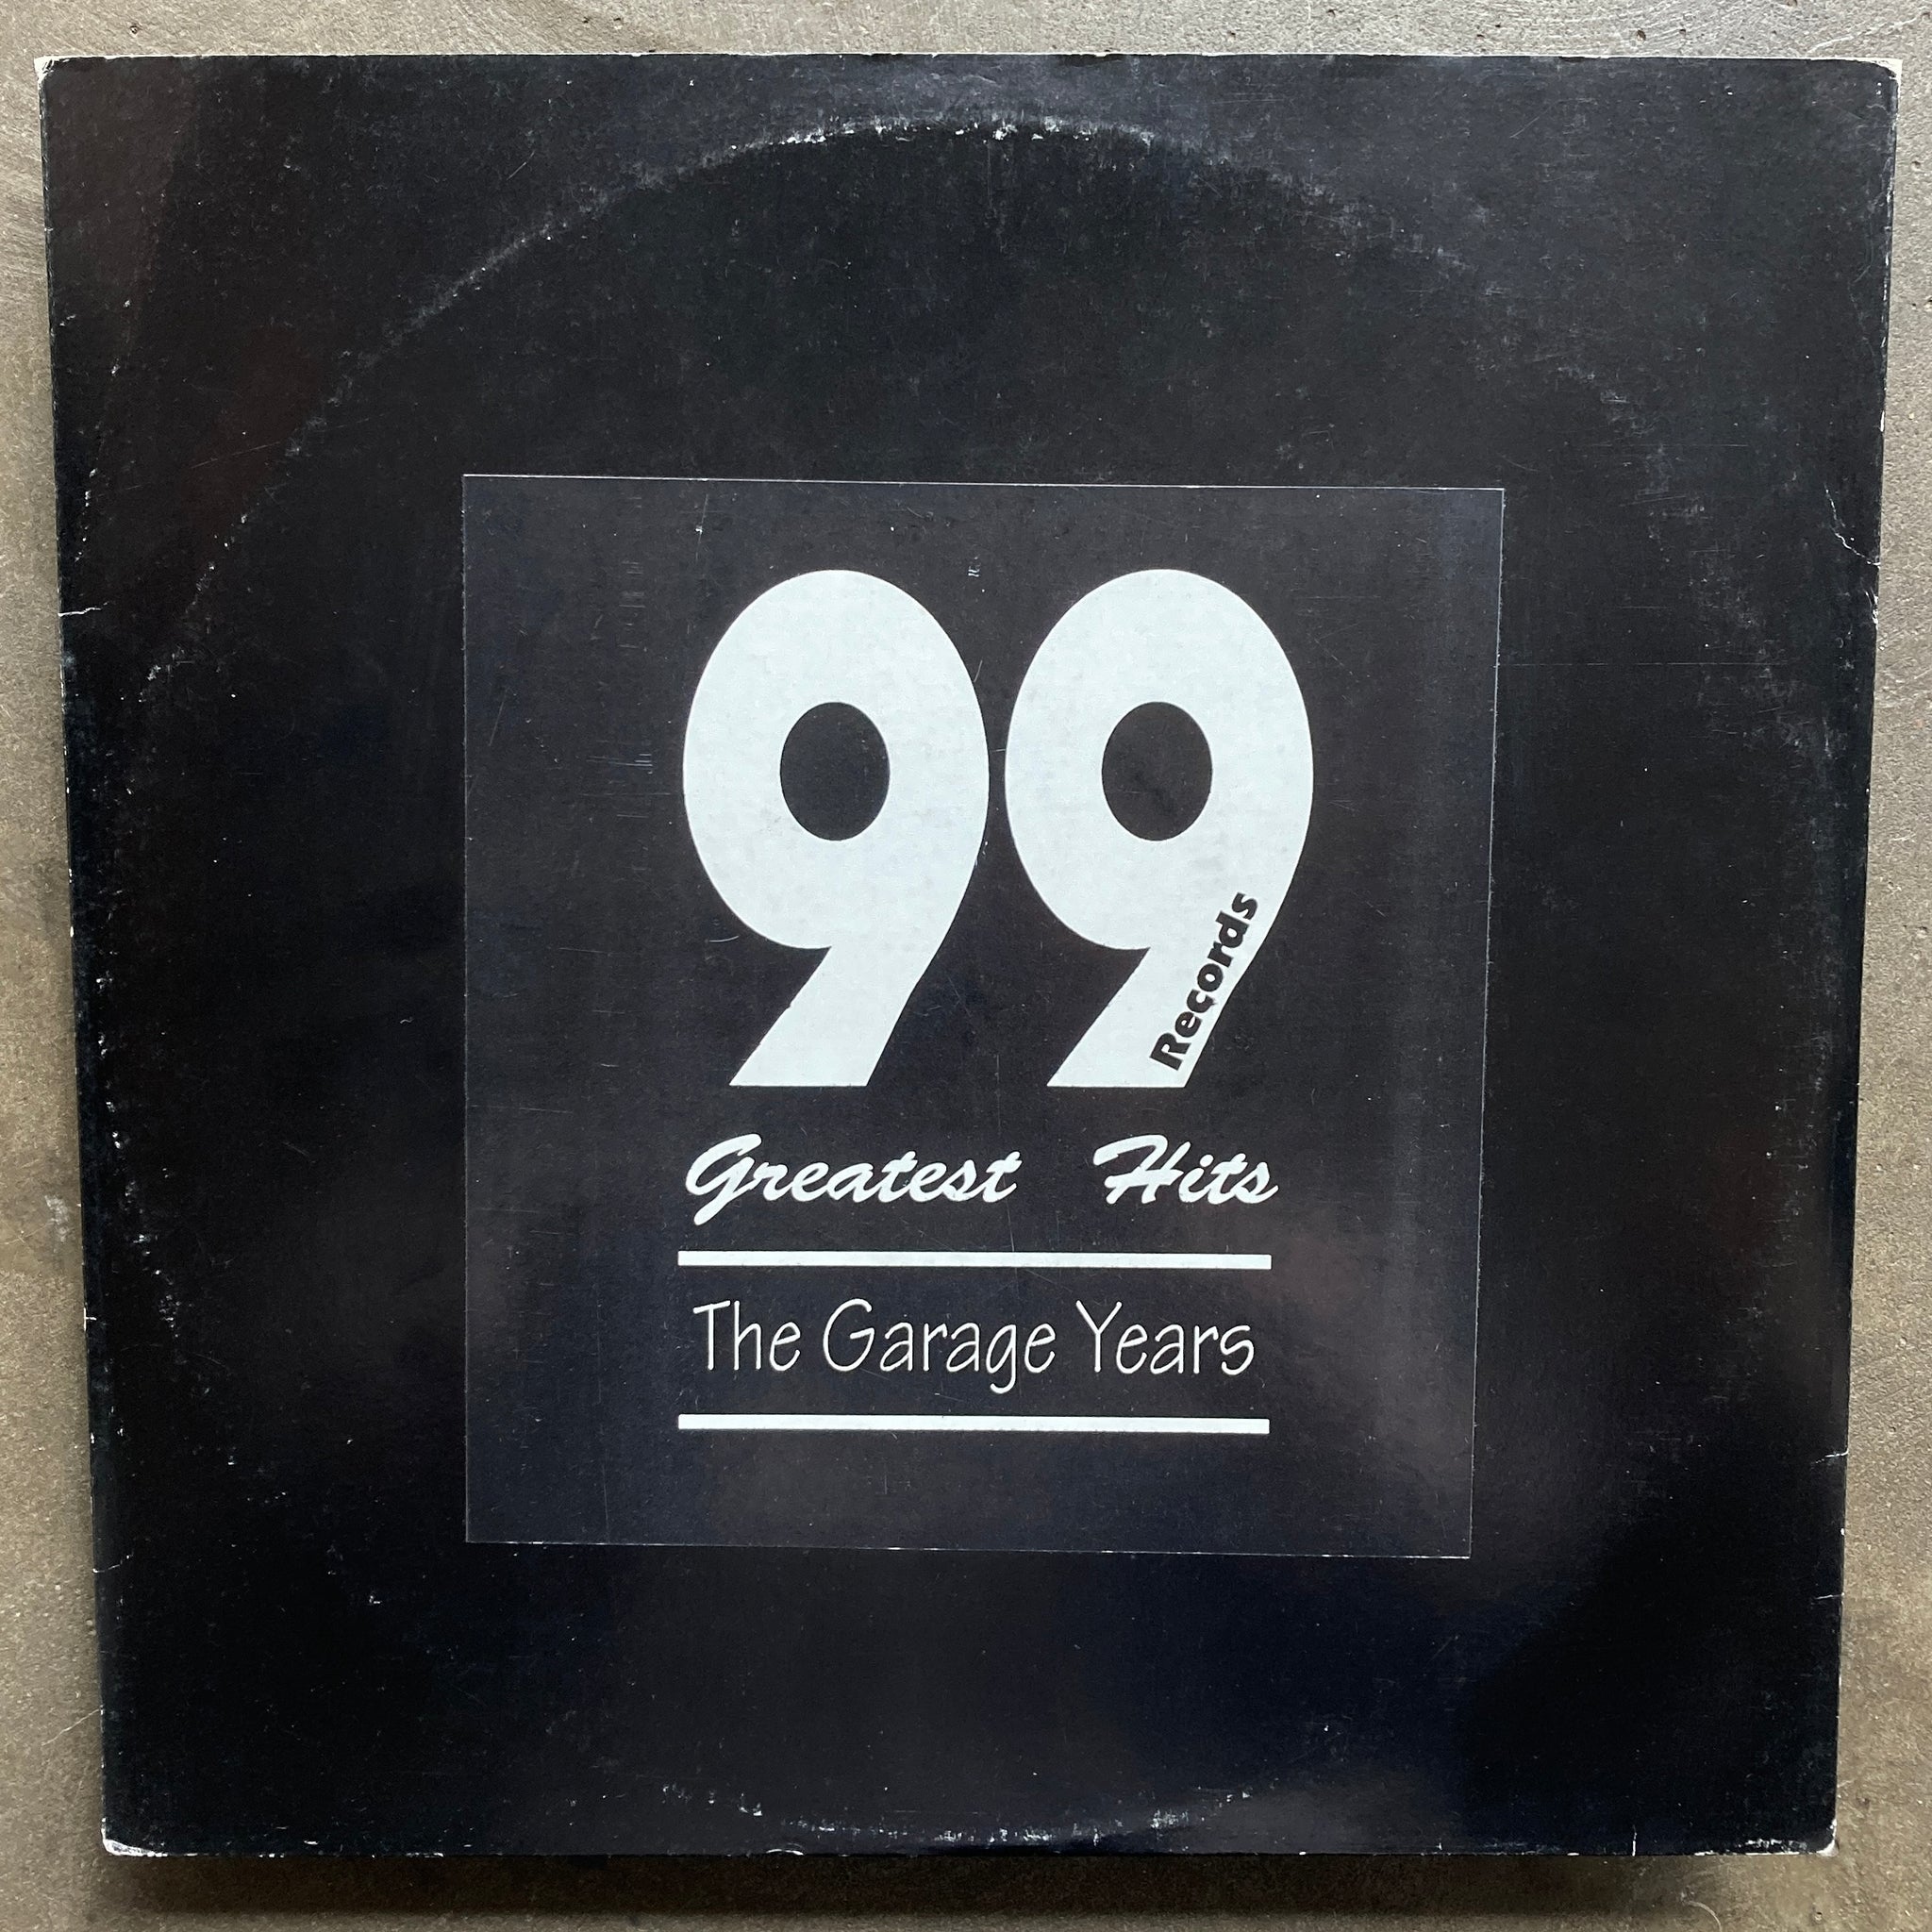 99
Records
Greatest Hits
The Garage Years